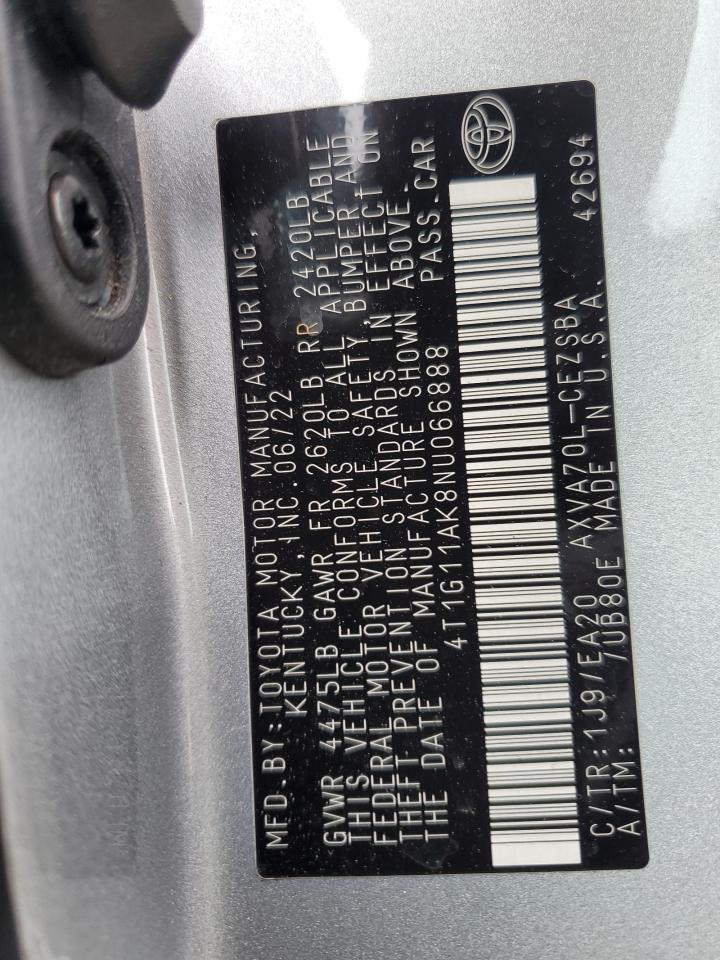 MFD.BY:TOYOTA MOTOR MANUFACTURING,
KENTUCKY, INC. 06/22
GVWR 4475LB GAWR FR 2620LB RR 2420LB
THIS VEHICLE CONFORMS TO ALL APPLICABLE
FEDERAL MOTOR VEHICLE SAFETY, BUMPER AND
THEFT PREVENTION STANDARDS IN EFFECT ON
THE DATE OF MANUFACTURE SHOWN ABOVE.
4T1G11AK8NU066888 PASS.CAR
C/TR:1J9/EA20 AXVA70L-CEZSBA 42694
A/TM: /UB80E MADE IN U.S.A.